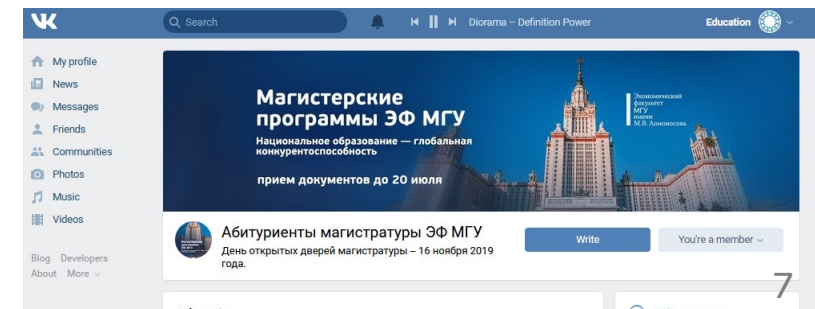 Search
Diorama – Definition Power
Education
My profile
News
Messages
Friends
Communities
Photos
Music
Videos
Blog Developers
About More
Магистерские
программы ЭФ МГУ
Национальное образование — глобальная
конкурентоспособность
прием документов до 20 июля
Экономический
факультет
МГУ
имени
М.В. Ломоносова
Абитуриенты магистратуры ЭФ МГУ
День открытых дверей магистратуры – 16 ноября 2019
года.
Write
You're a member
7